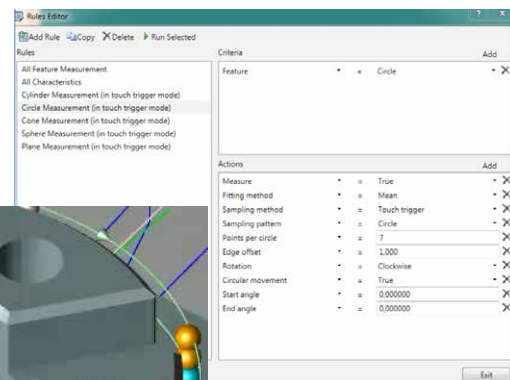 Rules Editor
Add Rule Copy Delete Run Selected
Rules
All Feature Measurement
All Characteristics
Cylinder Measurement (in touch trigger mode)
Circle Measurement (in touch trigger mode)
Cone Measurement (in touch trigger mode)
Sphere Measurement (in touch trigger mode)
Plane Measurement (in touch trigger mode)
Criteria
Add
Feature = Circle
Actions
Add
Measure = True
Fitting method = Mean
Sampling method = Touch trigger
Sampling pattern = Circle
Points per circle = 7
Edge offset = 1,000
Rotation = Clockwise
Circular movement = True
Start angle = 0,000000
End angle = 0,000000
Exit